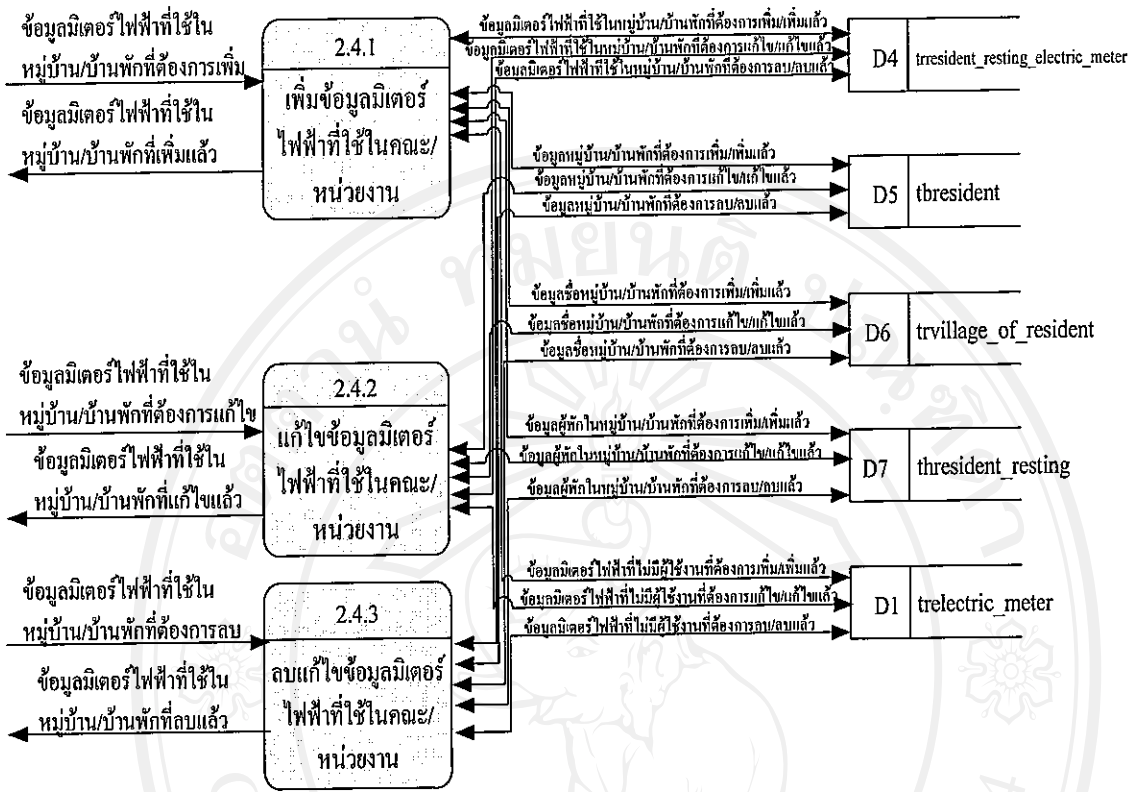 ข้อมูลมิเตอร์ไฟฟ้าที่ใช้ใน
หมู่บ้าน/บ้านพักที่ต้องการเพิ่ม
ข้อมูลมิเตอร์ไฟฟ้าที่ใช้ใน
หมู่บ้าน/บ้านพักที่เพิ่มแล้ว
2.4.1
เพิ่มข้อมูลมิเตอร์
ไฟฟ้าที่ใช้ในคณะ/
หน่วยงาน
ข้อมูลมิเตอร์ไฟฟ้าที่ใช้ในหมู่บ้าน/บ้านพักที่ต้องการเพิ่ม/เพิ่มแล้ว
ข้อมูลมิเตอร์ไฟฟ้าที่ใช้ในหมู่บ้าน/บ้านพักที่ต้องการแก้ไข/แก้ไขแล้ว
ข้อมูลมิเตอร์ไฟฟ้าที่ใช้ในหมู่บ้าน/บ้านพักที่ต้องการลบ/ลบแล้ว
D4 trresident_resting_electric_meter
ข้อมูลหมู่บ้าน/บ้านพักที่ต้องการเพิ่ม/เพิ่มแล้ว
ข้อมูลหมู่บ้าน/บ้านพักที่ต้องการแก้ไข/แก้ไขแล้ว
ข้อมูลหมู่บ้าน/บ้านพักที่ต้องการลบ/ลบแล้ว
D5 tbresident
ข้อมูลชื่อหมู่บ้าน/บ้านพักที่ต้องการเพิ่ม/เพิ่มแล้ว
ข้อมูลชื่อหมู่บ้าน/บ้านพักที่ต้องการแก้ไข/แก้ไขแล้ว
ข้อมูลชื่อหมู่บ้าน/บ้านพักที่ต้องการลบ/ลบแล้ว
D6 trvillage_of_resident
ข้อมูลมิเตอร์ไฟฟ้าที่ใช้ใน
หมู่บ้าน/บ้านพักที่ต้องการแก้ไข
ข้อมูลมิเตอร์ไฟฟ้าที่ใช้ใน
หมู่บ้าน/บ้านพักที่แก้ไขแล้ว
2.4.2
แก้ไขข้อมูลมิเตอร์
ไฟฟ้าที่ใช้ในคณะ/
หน่วยงาน
ข้อมูลผู้พักในหมู่บ้าน/บ้านพักที่ต้องการเพิ่ม/เพิ่มแล้ว
ข้อมูลผู้พักในหมู่บ้าน/บ้านพักที่ต้องการแก้ไข/แก้ไขแล้ว
ข้อมูลผู้พักในหมู่บ้าน/บ้านพักที่ต้องการลบ/ลบแล้ว
D7 thresident_resting
ข้อมูลมิเตอร์ไฟฟ้าที่ใช้ใน
หมู่บ้าน/บ้านพักที่ต้องการลบ
ข้อมูลมิเตอร์ไฟฟ้าที่ใช้ใน
หมู่บ้าน/บ้านพักที่ลบแล้ว
2.4.3
ลบแก้ไขข้อมูลมิเตอร์
ไฟฟ้าที่ใช้ในคณะ/
หน่วยงาน
ข้อมูลมิเตอร์ไฟฟ้าที่ไม่มีผู้ใช้งานที่ต้องการเพิ่ม/เพิ่มแล้ว
ข้อมูลมิเตอร์ไฟฟ้าที่ไม่มีผู้ใช้งานที่ต้องการแก้ไข/แก้ไขแล้ว
ข้อมูลมิเตอร์ไฟฟ้าที่ไม่มีผู้ใช้งานที่ต้องการลบ/ลบแล้ว
D1 trelectric_meter